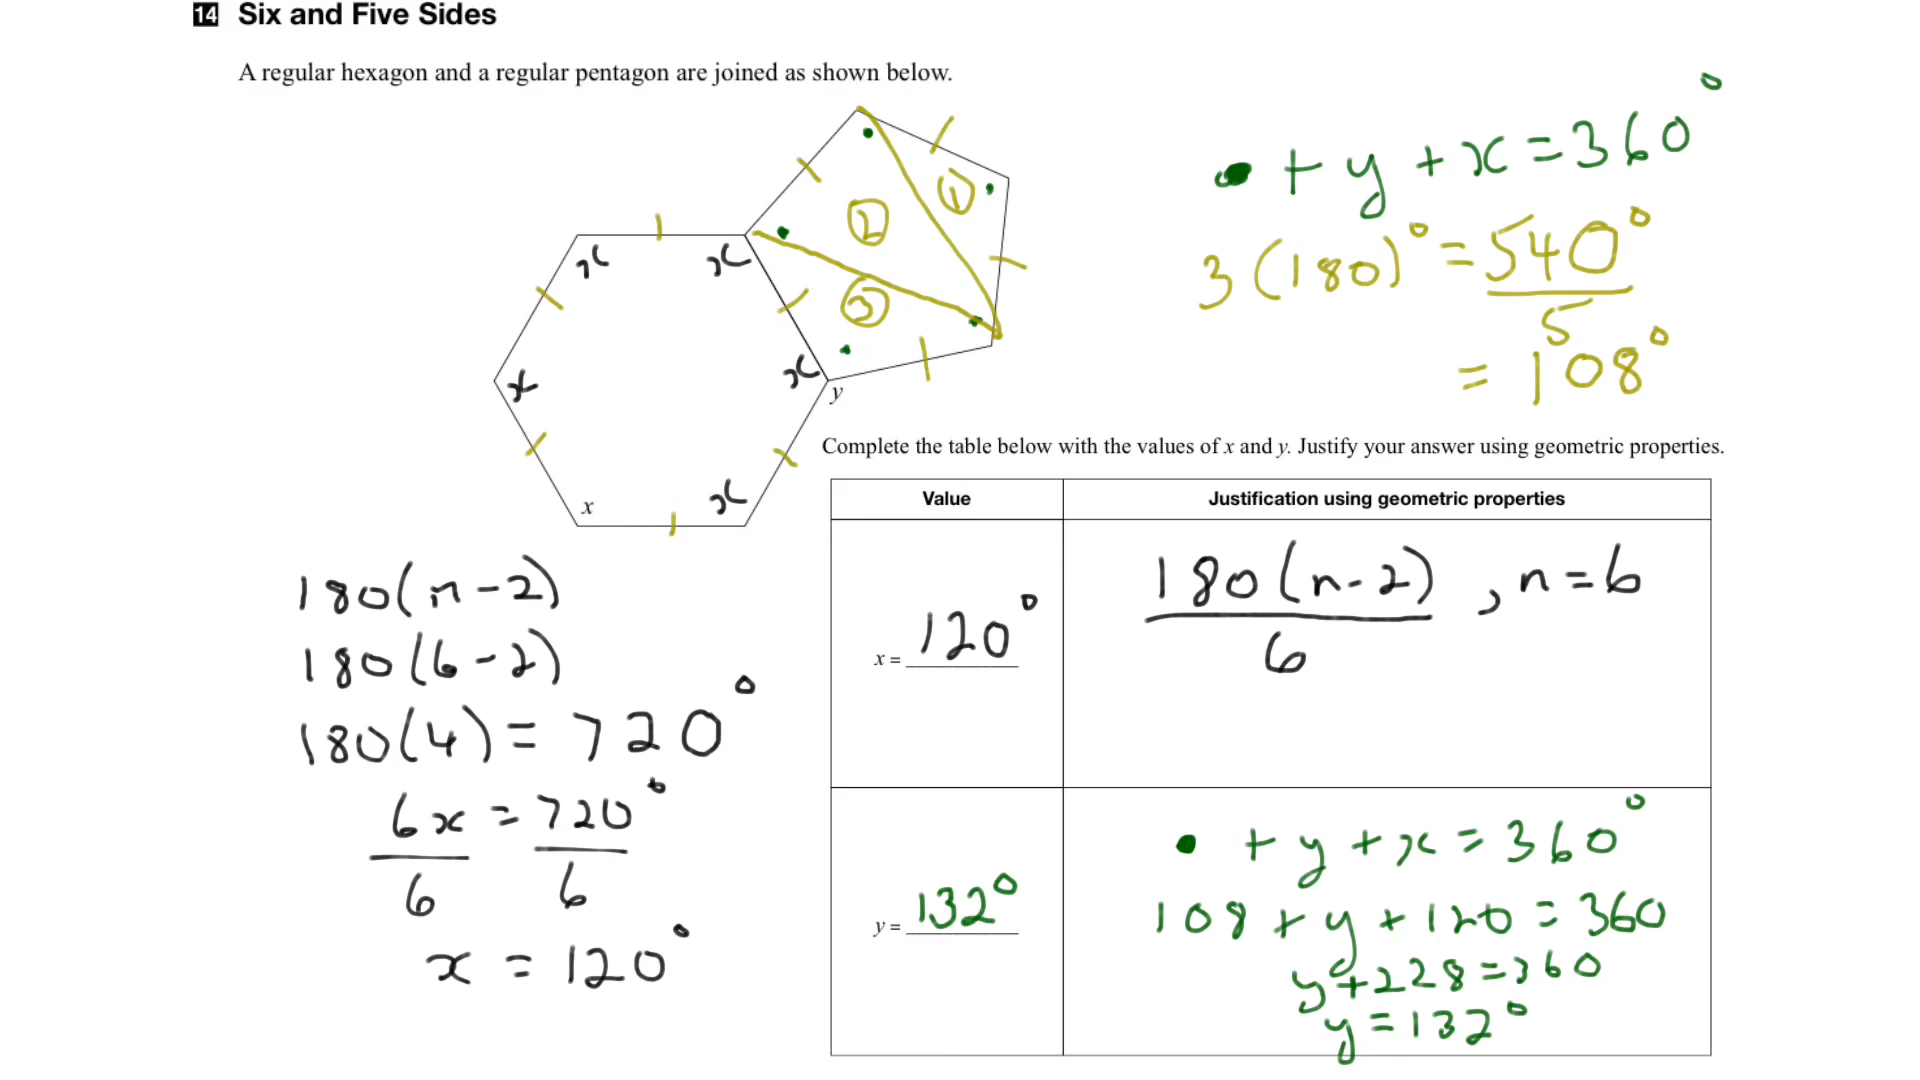 14 Six and Five Sides
A regular hexagon and a regular pentagon are joined as shown below.
x x
x x
x x
y
① ② ③
• + y + x = 360°
3(180)° = 540°
5
= 108°
Complete the table below with the values of x and y. Justify your answer using geometric properties.
Value Justification using geometric properties
x = 120°
180(n-2) , n = 6
6
y = 132°
• + y + x = 360°
108 + y + 120 = 360
y + 228 = 360
y = 132°
180(n-2)
180(6-2)
180(4) = 720°
6x = 720°
6 6
x = 120°